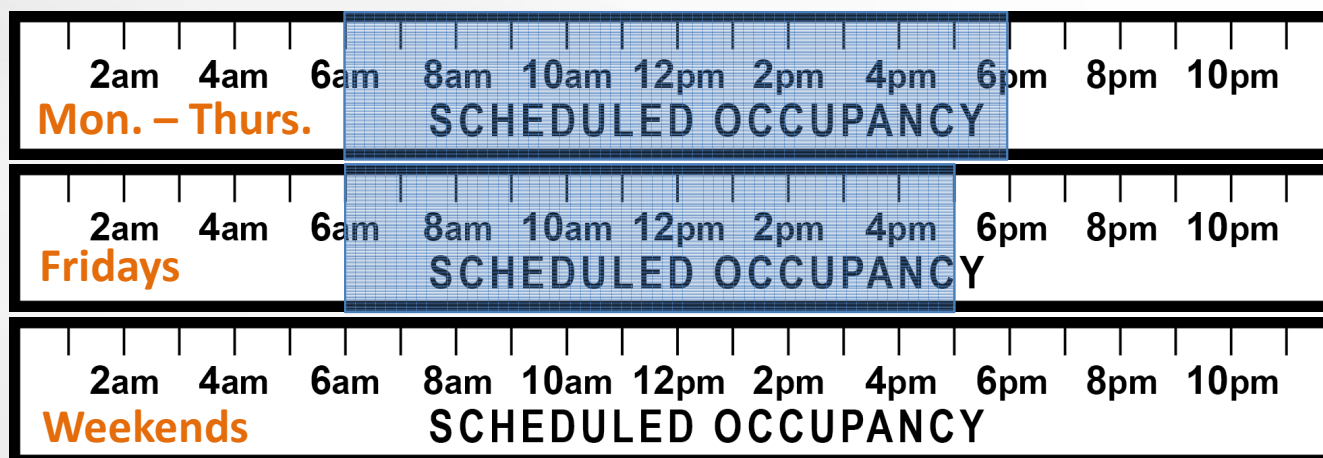 2am 4am 6am 8am 10am 12pm 2pm 4pm 6pm 8pm 10pm
Mon. – Thurs. SCHEDULED OCCUPANCY
2am 4am 6am 8am 10am 12pm 2pm 4pm 6pm 8pm 10pm
Fridays SCHEDULED OCCUPANCY
2am 4am 6am 8am 10am 12pm 2pm 4pm 6pm 8pm 10pm
Weekends SCHEDULED OCCUPANCY